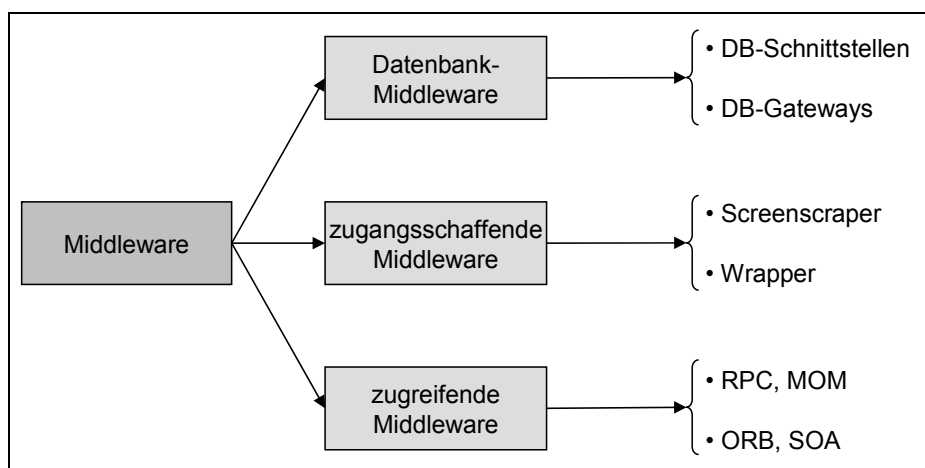 Middleware
Datenbank-
Middleware
• DB-Schnittstellen
• DB-Gateways
zugangsschaffende
Middleware
• Screenscraper
• Wrapper
zugreifende
Middleware
• RPC, MOM
• ORB, SOA